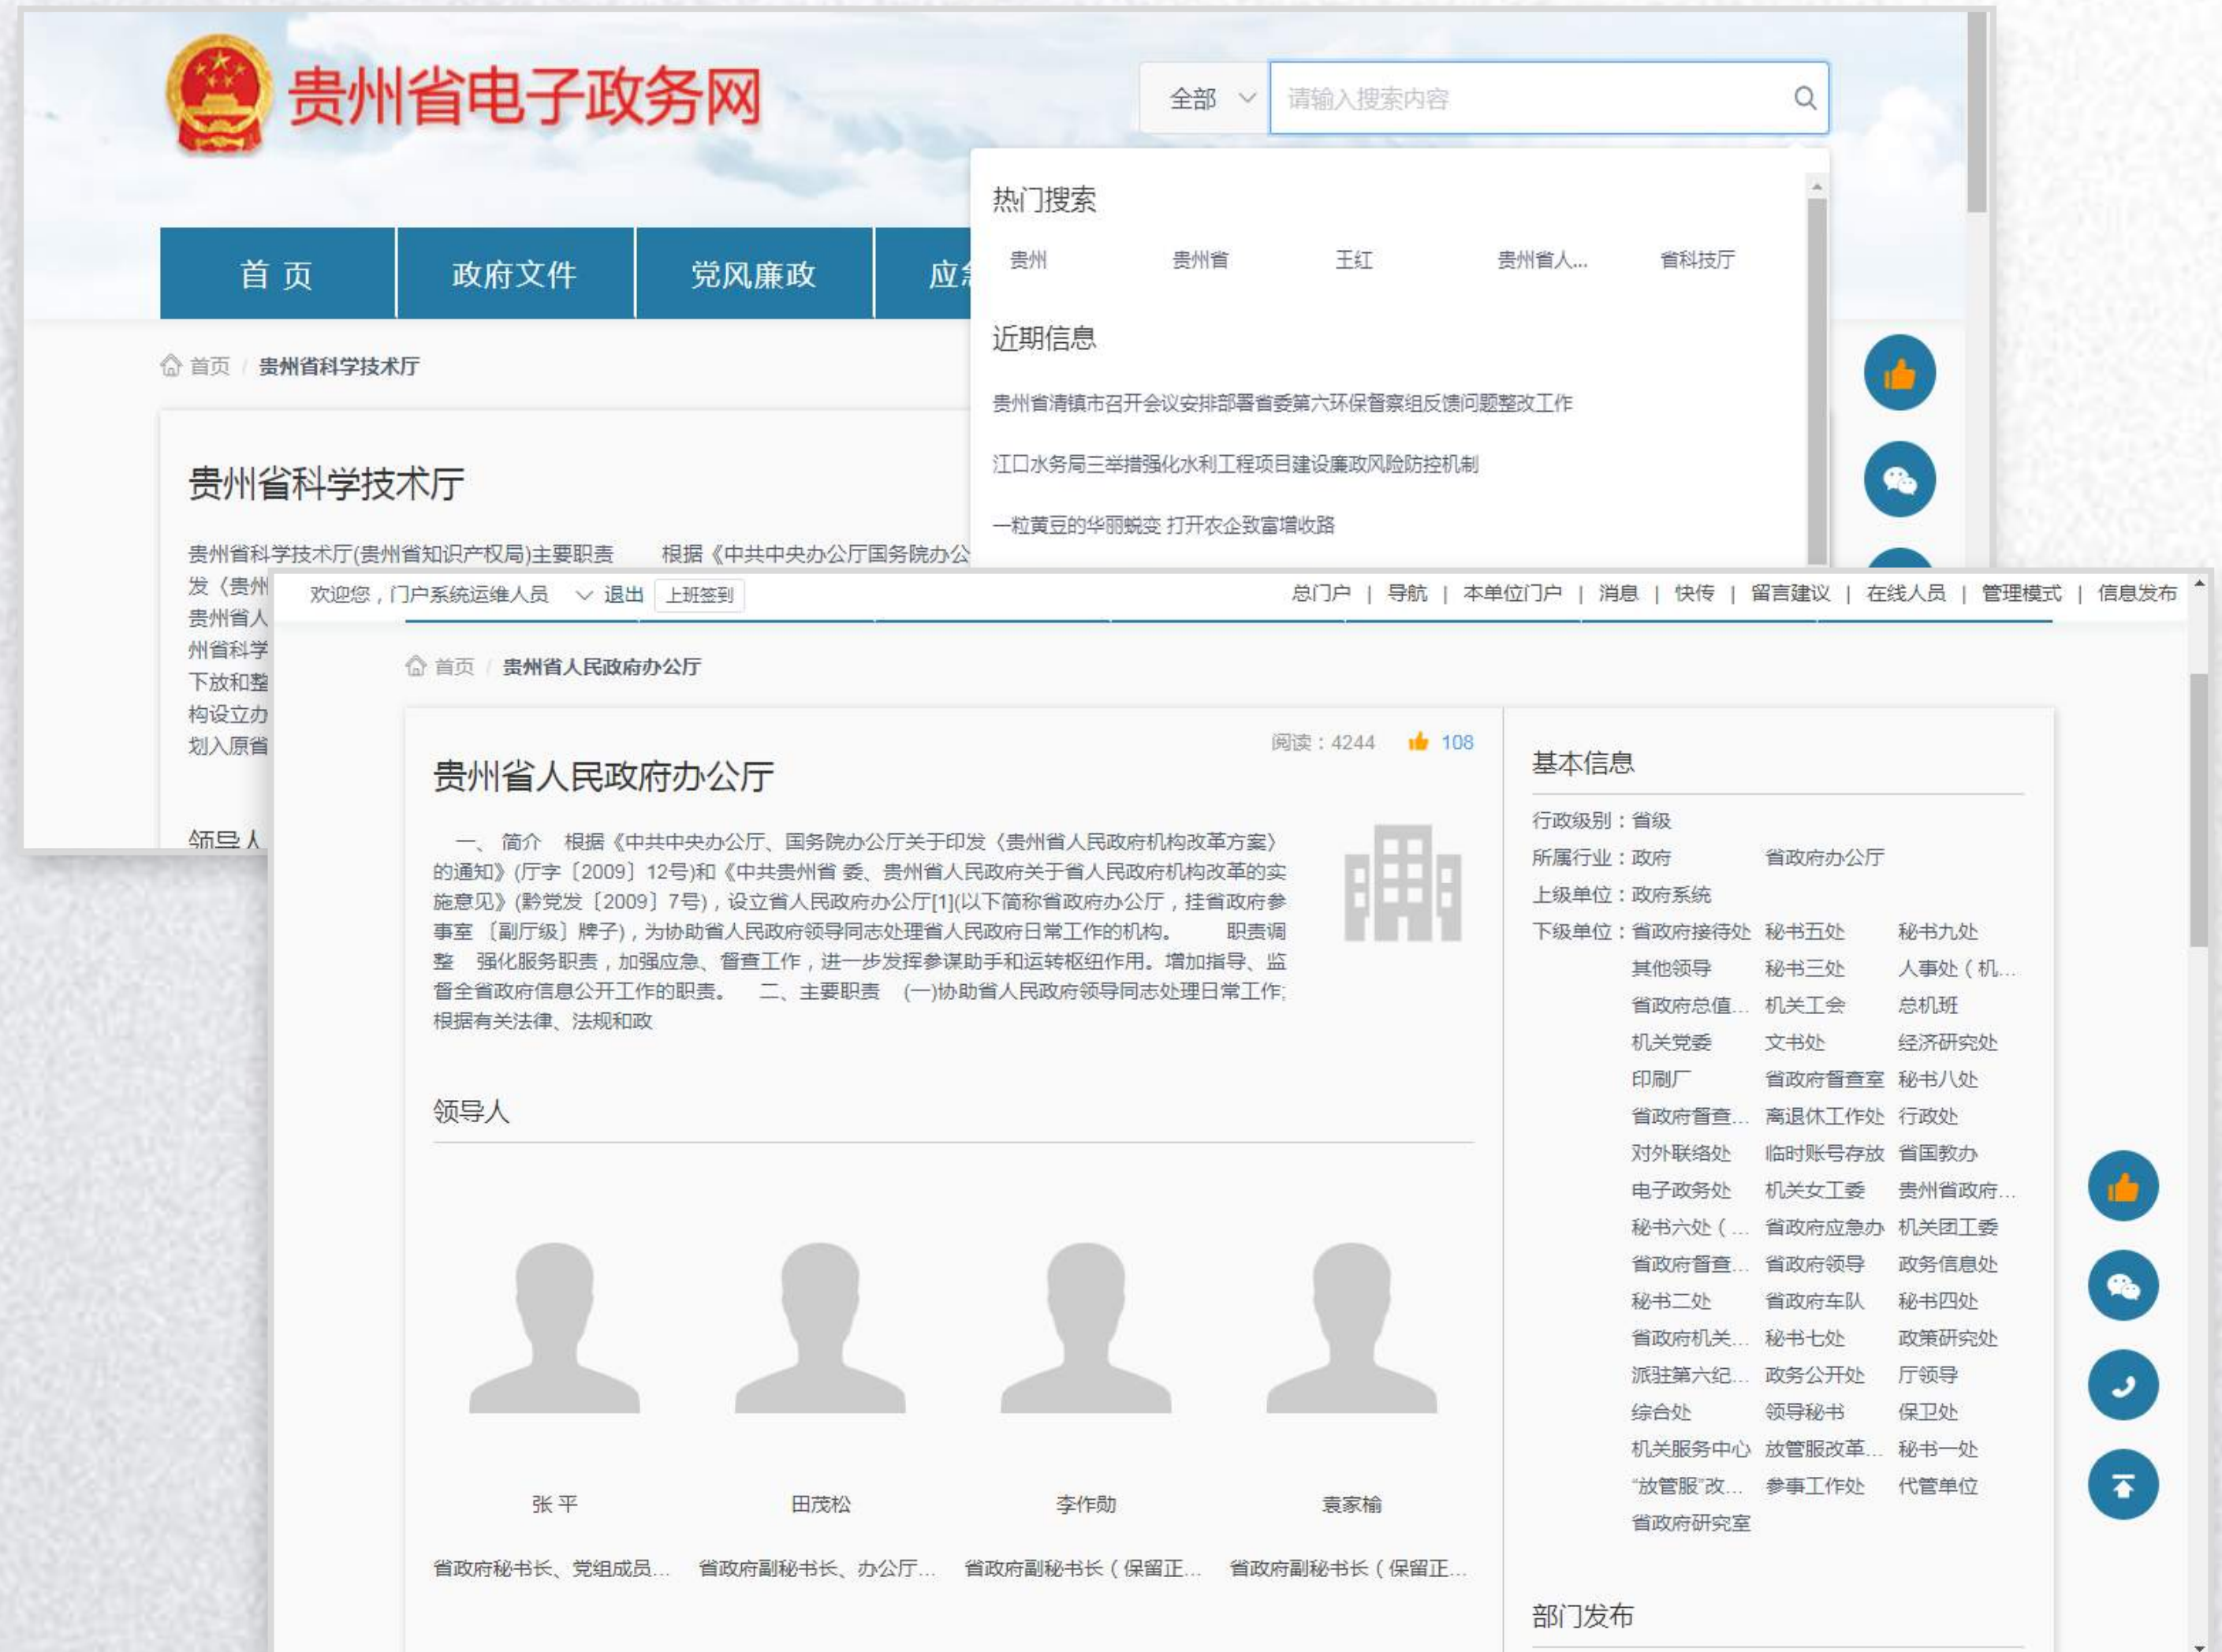 贵州省电子政务网
全部
请输入搜索内容
首 页
政府文件
党风廉政
热门搜索
贵州 贵州省 王红 贵州省人... 省科技厅
近期信息
贵州省清镇市召开会议安排部署省委第六环保督察组反馈问题整改工作
江口水务局三举措强化水利工程项目建设廉政风险防控机制
一粒黄豆的华丽蜕变 打开农企致富增收路
首页 / 贵州省科学技术厅
贵州省科学技术厅
贵州省科学技术厅(贵州省知识产权局)主要职责 根据《中共中央办公厅国务院办公
发〈贵州
贵州省人
州省科学
下放和整
构设立办
划入原省
领导人
欢迎您，门户系统运维人员 退出 上班签到
总门户 | 导航 | 本单位门户 | 消息 | 快传 | 留言建议 | 在线人员 | 管理模式 | 信息发布
首页 / 贵州省人民政府办公厅
阅读：4244 108
贵州省人民政府办公厅
一、 简介 根据《中共中央办公厅、国务院办公厅关于印发〈贵州省人民政府机构改革方案〉
的通知》(厅字〔2009〕12号)和《中共贵州省 委、贵州省人民政府关于省人民政府机构改革的实
施意见》(黔党发〔2009〕7号)，设立省人民政府办公厅[1](以下简称省政府办公厅，挂省政府参
事室 〔副厅级〕牌子)，为协助省人民政府领导同志处理省人民政府日常工作的机构。 职责调
整 强化服务职责，加强应急、督查工作，进一步发挥参谋助手和运转枢纽作用。增加指导、监
督全省政府信息公开工作的职责。 二、主要职责 (一)协助省人民政府领导同志处理日常工作;
根据有关法律、法规和政
领导人
张 平 田茂松 李作勋 袁家榆
省政府秘书长、党组成员... 省政府副秘书长、办公厅... 省政府副秘书长（保留正... 省政府副秘书长（保留正...
基本信息
行政级别：省级
所属行业：政府 省政府办公厅
上级单位：政府系统
下级单位：省政府接待处 秘书五处 秘书九处
其他领导 秘书三处 人事处（机...
省政府总值... 机关工会 总机班
机关党委 文书处 经济研究处
印刷厂 省政府督查室 秘书八处
省政府督查... 离退休工作处 行政处
对外联络处 临时账号存放 省国教办
电子政务处 机关女工委 贵州省政府...
秘书六处（... 省政府应急办 机关团工委
省政府督查... 省政府领导 政务信息处
秘书二处 省政府车队 秘书四处
省政府机关... 秘书七处 政策研究处
派驻第六纪... 政务公开处 厅领导
综合处 领导秘书 保卫处
机关服务中心 放管服改革... 秘书一处
“放管服”改... 参事工作处 代管单位
省政府研究室
部门发布